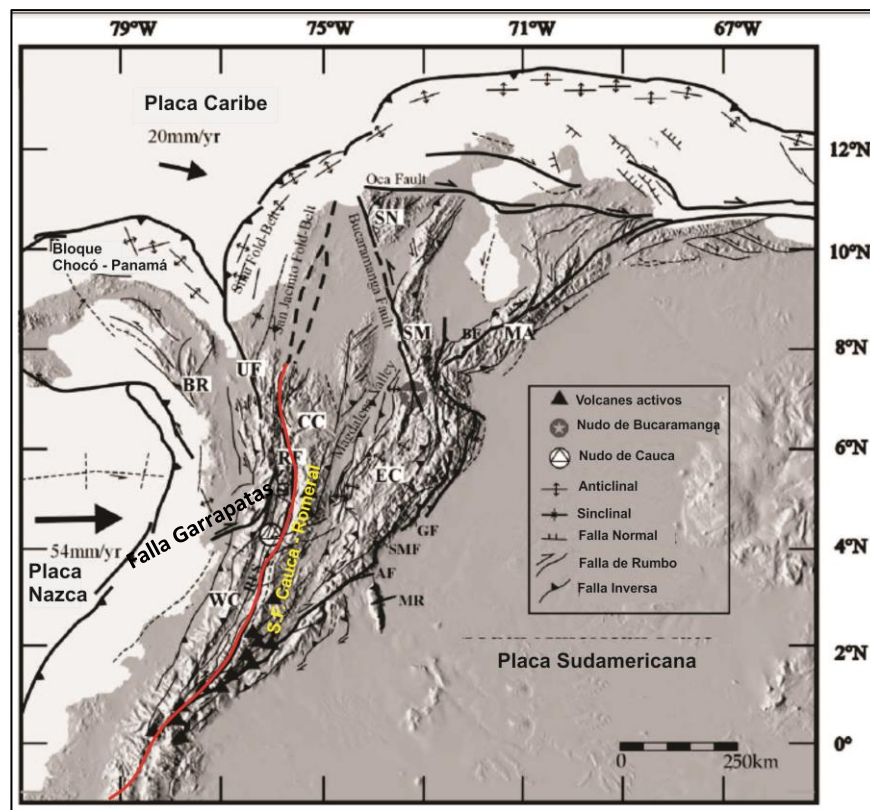 79°W 75°W 71°W 67°W
Placa Caribe
20mm/yr
12°N
Oca Fault
SN
Bucaramanga Fault
Sinú Fold-Belt
San Jacinto Fold-Belt
10°N
Bloque
Chocó - Panamá
SM
BF
MA
8°N
UF
BR
Magdalena Valley
CC
Volcanes activos
Nudo de Bucaramanga
Nudo de Cauca
Anticlinal
Sinclinal
Falla Normal
Falla de Rumbo
Falla Inversa
6°N
RF
EC
Falla Garrapatas
S.F. Cauca - Romeral
GF
SMF
54mm/yr
4°N
Placa
Nazca
AF
WC
MR
2°N
Placa Sudamericana
0°
0 250km